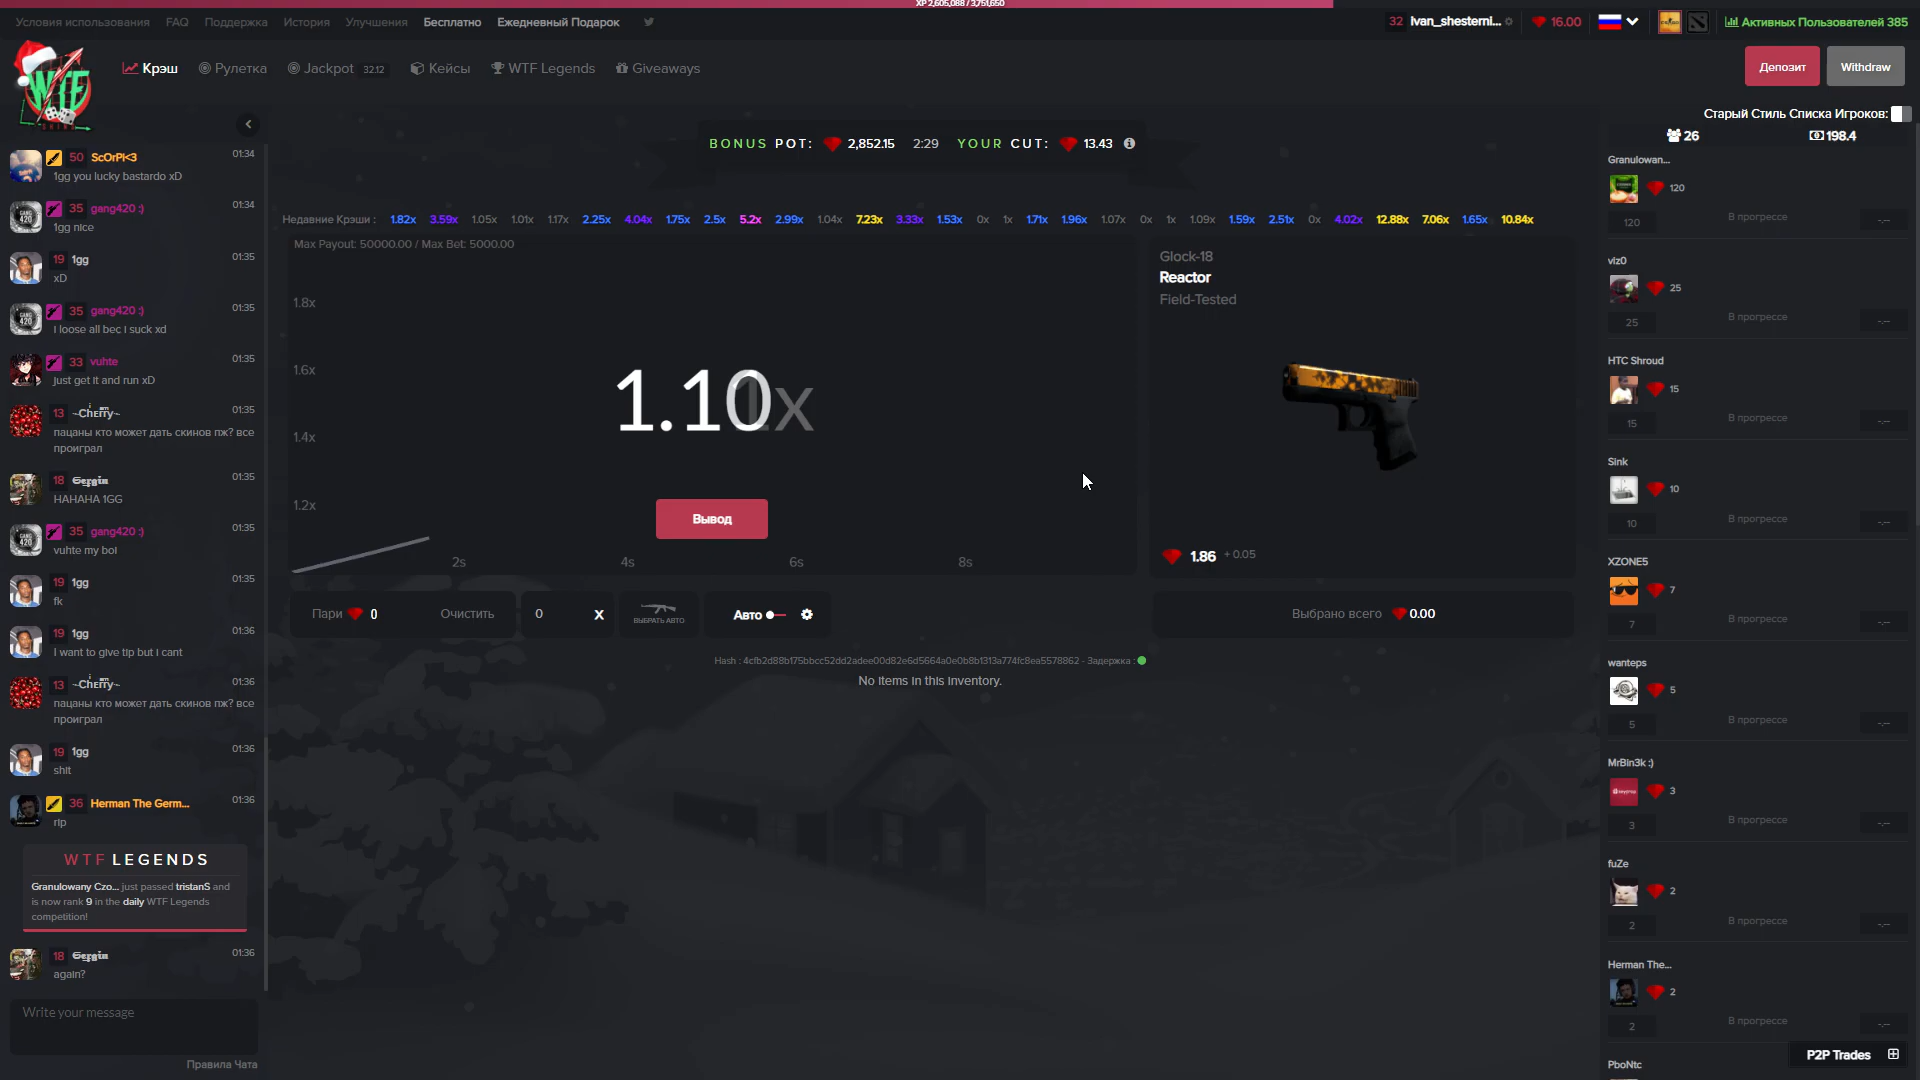 XP 2,605,088 / 3,751,650
Условия использования FAQ Поддержка История Улучшения Бесплатно Ежедневный Подарок
32 Ivan_shesterni... 16.00 Активных Пользователей 385
WTF
Крэш Рулетка Jackpot 32.12 Кейсы WTF Legends Giveaways
Депозит Withdraw
Старый Стиль Списка Игроков:
26 198.4
BONUS POT: 2,852.15 2:29 YOUR CUT: 13.43
Недавние Крэши : 1.82x 3.59x 1.05x 1.01x 1.17x 2.25x 4.04x 1.75x 2.5x 5.2x 2.99x 1.04x 7.23x 3.33x 1.53x 0x 1x 1.71x 1.96x 1.07x 0x 1x 1.09x 1.59x 2.51x 0x 4.02x 12.88x 7.06x 1.65x 10.84x
Max Payout: 50000.00 / Max Bet: 5000.00
1.8x
1.6x
1.4x
1.2x
1.10x
Вывод
2s 4s 6s 8s
Glock-18
Reactor
Field-Tested
1.86 + 0.05
Пари 0 Очистить 0 X ВЫБРАТЬ АВТО Авто
Выбрано всего 0.00
Hash : 4cfb2d88b175bbcc52dd2adee00d82e6d5664a0e0b8b1313a774fc8ea5578862 - Задержка :
No items in this inventory.
50 ScOrPi<3 01:34
1gg you lucky bastardo xD
35 gang420 :) 01:34
1gg nice
19 1gg 01:35
xD
35 gang420 :) 01:35
I loose all bec i suck xd
33 vuhte 01:35
just get it and run xD
13 ~Cherry~ 01:35
пацаны кто может дать скинов пж? все
проиграл
18 Gergin 01:35
HAHAHA 1GG
35 gang420 :) 01:35
vuhte my boi
19 1gg 01:35
fk
19 1gg 01:36
I want to give tip but i cant
13 ~Cherry~ 01:36
пацаны кто может дать скинов пж? все
проиграл
19 1gg 01:36
shit
36 Herman The Germ... 01:36
rip
WTF LEGENDS
Granulowany Czo... just passed tristanS and
is now rank 9 in the daily WTF Legends
competition!
18 Gergin 01:36
again?
Write your message
Правила Чата
Granulowan...
120
120 В прогрессе -.--
viz0
25
25 В прогрессе -.--
HTC Shroud
15
15 В прогрессе -.--
Sink
10
10 В прогрессе -.--
XZONE5
7
7 В прогрессе -.--
wanteps
5
5 В прогрессе -.--
MrBin3k :)
3
3 В прогрессе -.--
fuZe
2
2 В прогрессе -.--
Herman The...
2
2 В прогрессе -.--
PboNtc
P2P Trades